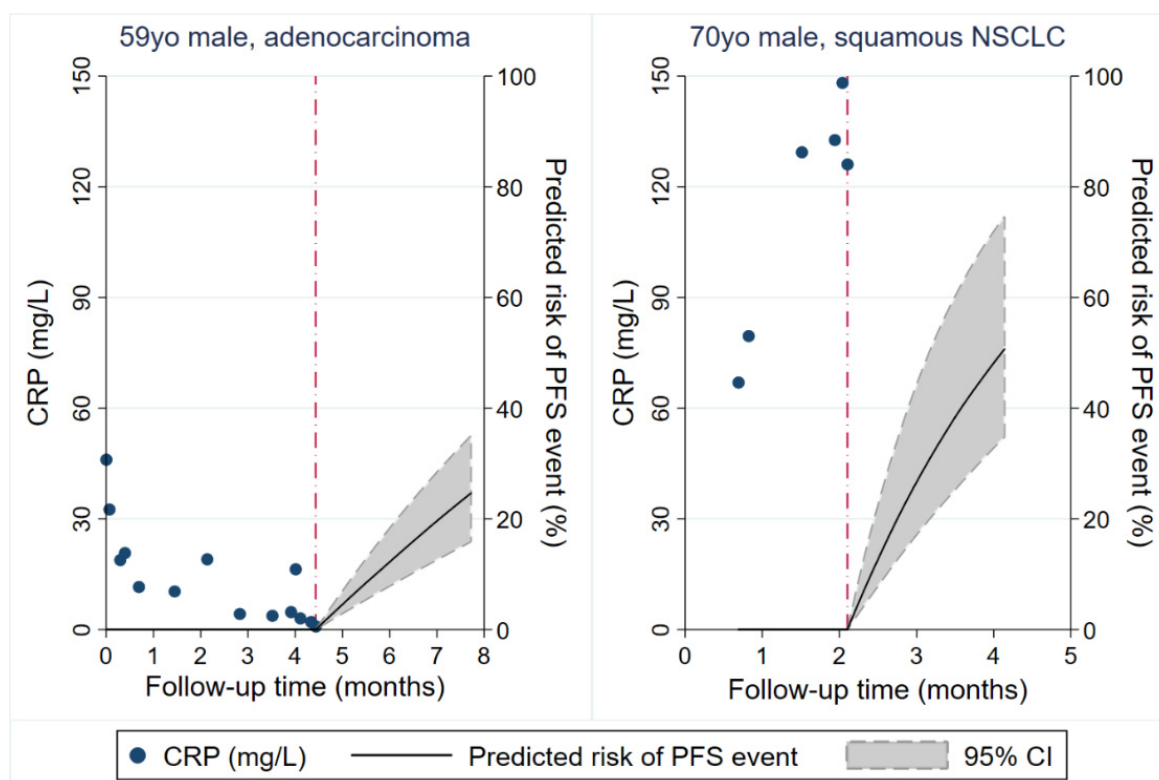 59yo male, adenocarcinoma
150
120
90
60
30
0
CRP (mg/L)
100
80
60
40
20
0
Predicted risk of PFS event (%)
0 1 2 3 4 5 6 7 8
Follow-up time (months)
70yo male, squamous NSCLC
150
120
90
60
30
0
CRP (mg/L)
100
80
60
40
20
0
Predicted risk of PFS event (%)
0 1 2 3 4 5
Follow-up time (months)
CRP (mg/L) Predicted risk of PFS event 95% CI